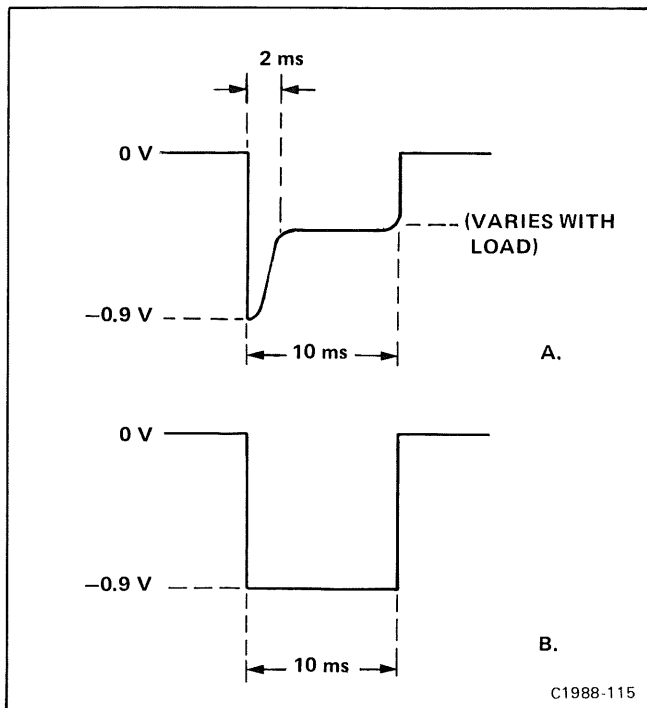 2 ms
0 V
(VARIES WITH
LOAD)
−0.9 V
10 ms
A.
0 V
−0.9 V
10 ms
B.
C1988-115